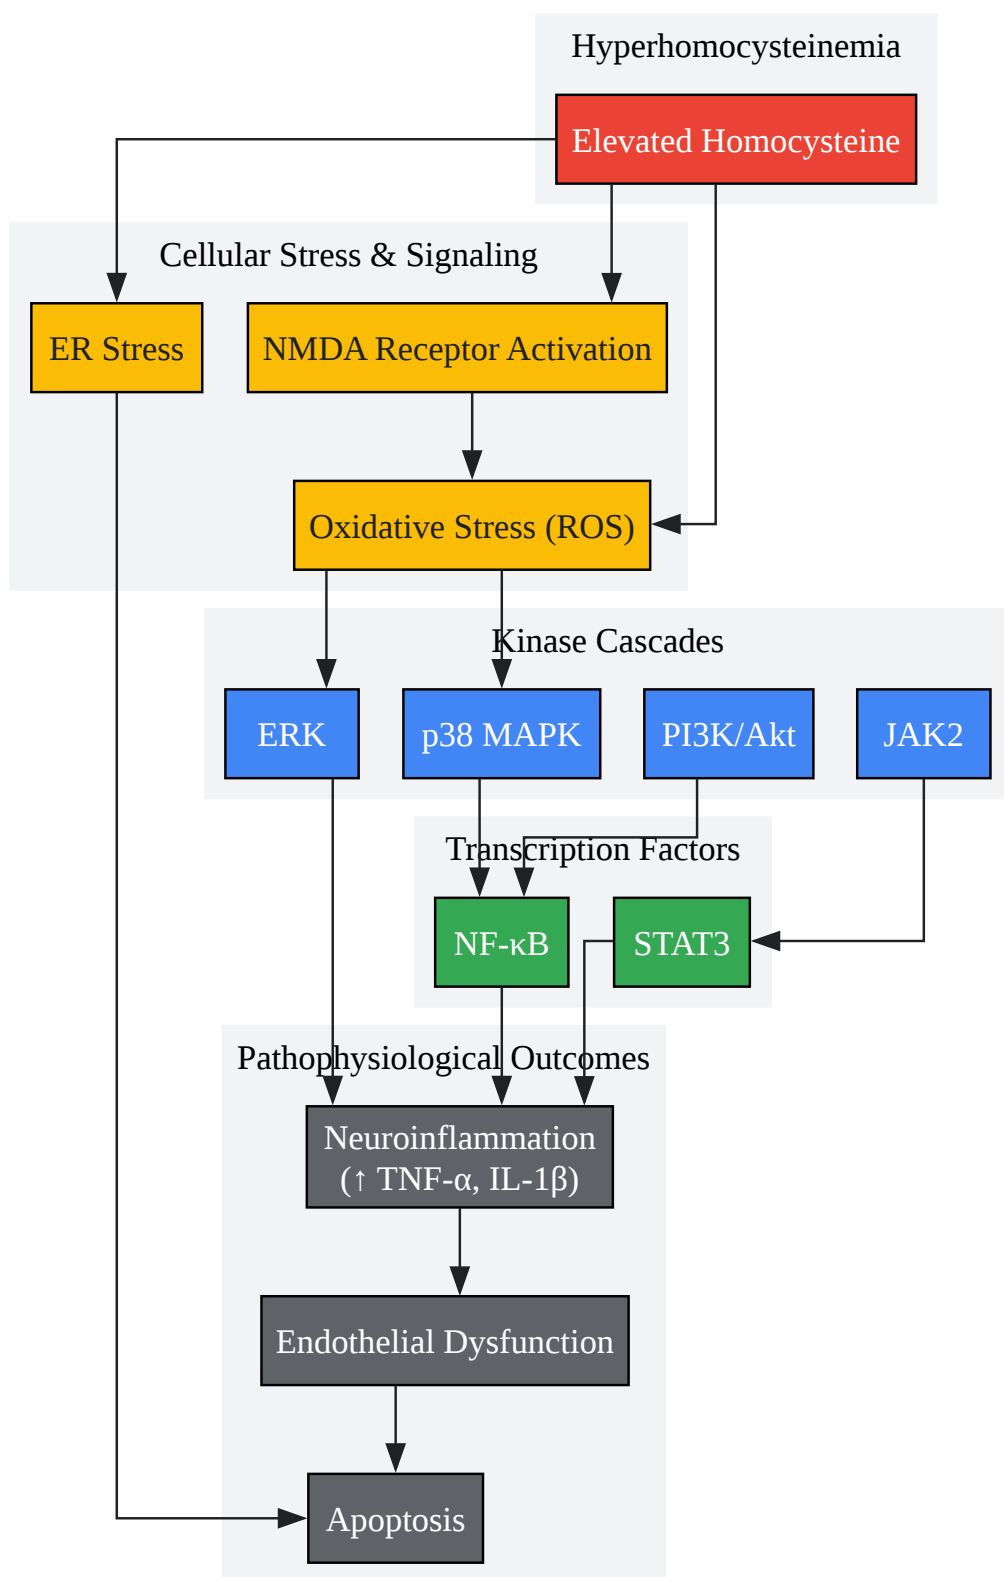 Hyperhomocysteinemia
Elevated Homocysteine
Cellular Stress & Signaling
ER Stress
NMDA Receptor Activation
Oxidative Stress (ROS)
Kinase Cascades
ERK
p38 MAPK
PI3K/Akt
JAK2
Transcription Factors
NF-κB
STAT3
Pathophysiological Outcomes
Neuroinflammation
(↑ TNF-α, IL-1β)
Endothelial Dysfunction
Apoptosis